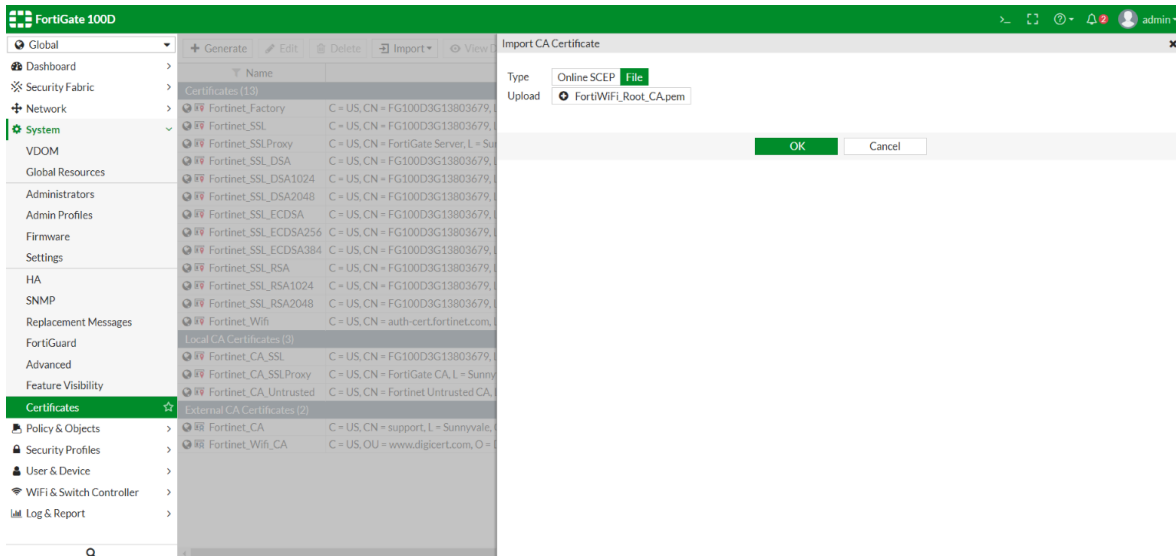 FortiGate 100D
2
admin
Global
Dashboard
Security Fabric
Network
System
VDOM
Global Resources
Administrators
Admin Profiles
Firmware
Settings
HA
SNMP
Replacement Messages
FortiGuard
Advanced
Feature Visibility
Certificates
Policy & Objects
Security Profiles
User & Device
WiFi & Switch Controller
Log & Report
+ Generate Edit Delete Import View
Name
Certificates (13)
Fortinet_Factory C = US, CN = FG100D3G13803679,
Fortinet_SSL C = US, CN = FG100D3G13803679,
Fortinet_SSLProxy C = US, CN = FortiGate Server, L = Sun
Fortinet_SSL_DSA C = US, CN = FG100D3G13803679,
Fortinet_SSL_DSA1024 C = US, CN = FG100D3G13803679,
Fortinet_SSL_DSA2048 C = US, CN = FG100D3G13803679,
Fortinet_SSL_ECDSA C = US, CN = FG100D3G13803679,
Fortinet_SSL_ECDSA256 C = US, CN = FG100D3G13803679,
Fortinet_SSL_ECDSA384 C = US, CN = FG100D3G13803679,
Fortinet_SSL_RSA C = US, CN = FG100D3G13803679,
Fortinet_SSL_RSA1024 C = US, CN = FG100D3G13803679,
Fortinet_SSL_RSA2048 C = US, CN = FG100D3G13803679,
Fortinet_Wifi C = US, CN = auth-cert.fortinet.com,
Local CA Certificates (3)
Fortinet_CA_SSL C = US, CN = FG100D3G13803679,
Fortinet_CA_SSLProxy C = US, CN = FortiGate CA, L = Sunny
Fortinet_CA_Untrusted C = US, CN = Fortinet Untrusted CA,
External CA Certificates (2)
Fortinet_CA C = US, CN = support, L = Sunnyvale,
Fortinet_Wifi_CA C = US, OU = www.digicert.com, O =
Import CA Certificate
Type Online SCEP File
Upload FortiWiFi_Root_CA.pem
OK Cancel